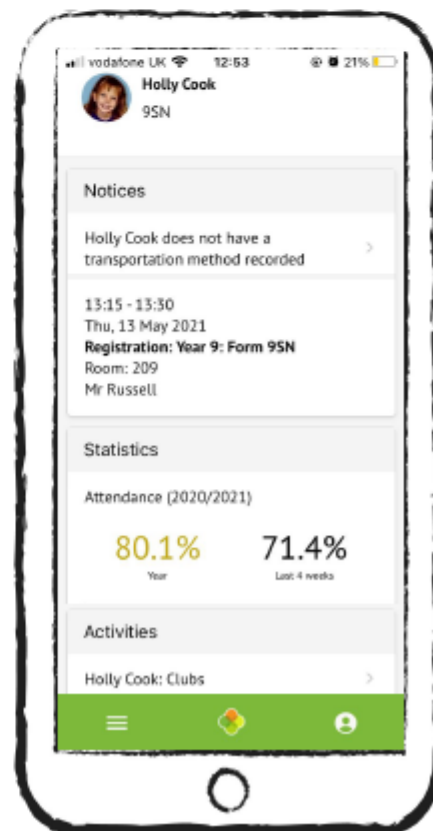 vodafone UK 12:53 21%
Holly Cook
9SN
Notices
Holly Cook does not have a
transportation method recorded
13:15 - 13:30
Thu, 13 May 2021
Registration: Year 9: Form 9SN
Room: 209
Mr Russell
Statistics
Attendance (2020/2021)
80.1% 71.4%
Year Last 4 weeks
Activities
Holly Cook: Clubs